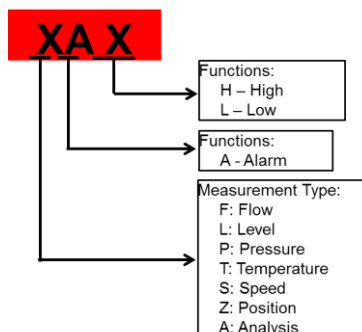 XA X
Functions:
H – High
L – Low
Functions:
A - Alarm
Measurement Type:
F: Flow
L: Level
P: Pressure
T: Temperature
S: Speed
Z: Position
A: Analysis